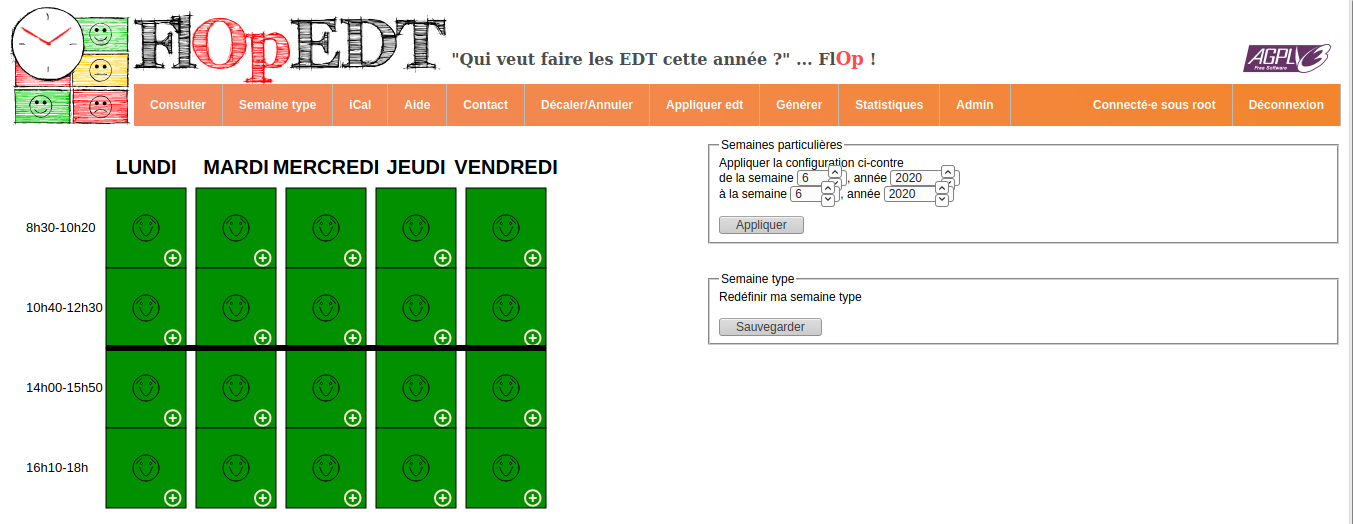 FlOpEDT
"Qui veut faire les EDT cette année ?" ... FlOp !
AGPLv3
Free Software
Consulter Semaine type iCal Aide Contact Décaler/Annuler Appliquer edt Générer Statistiques Admin Connecté·e sous root Déconnexion
LUNDI MARDI MERCREDI JEUDI VENDREDI
8h30-10h20
10h40-12h30
14h00-15h50
16h10-18h
Semaines particulières
Appliquer la configuration ci-contre
de la semaine 6 , année 2020
à la semaine 6 , année 2020
Appliquer
Semaine type
Redéfinir ma semaine type
Sauvegarder